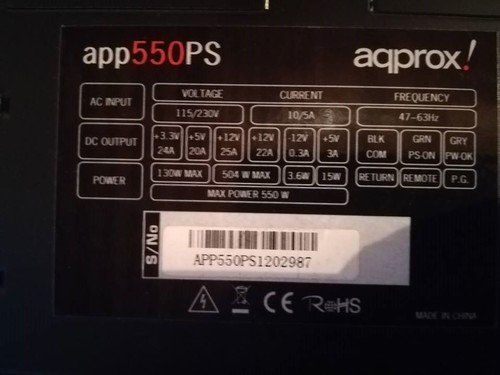 app550PS aqprox!
AC INPUT VOLTAGE CURRENT FREQUENCY
115/230V 10/5A 47-63Hz
DC OUTPUT +3.3V +5V +12V +12V -12V +5V BLK GRN GRY
24A 20A 25A 22A 0.3A 3A COM PS-ON PW-OK
POWER 130W MAX 504 W MAX 3.6W 15W RETURN REMOTE P.G.
MAX POWER 550 W
S/No
APP550PS1202987
CE RoHS
MADE IN CHINA